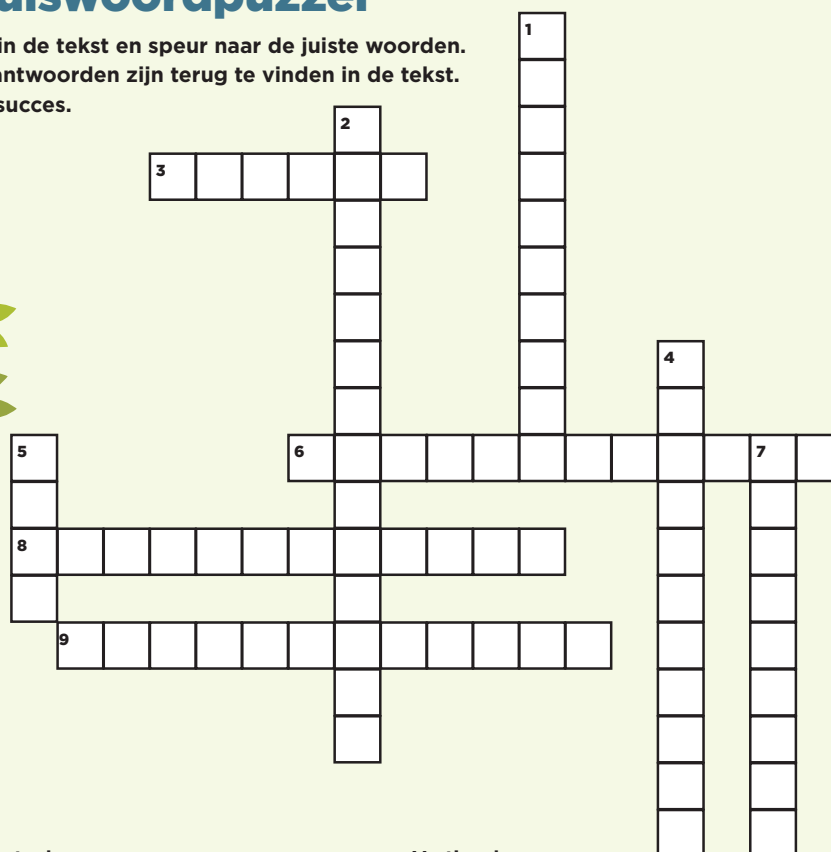 uiswoordpuzzel
in de tekst en speur naar de juiste woorden.
antwoorden zijn terug te vinden in de tekst.
succes.
1
2
3
4
5
6
7
8
9